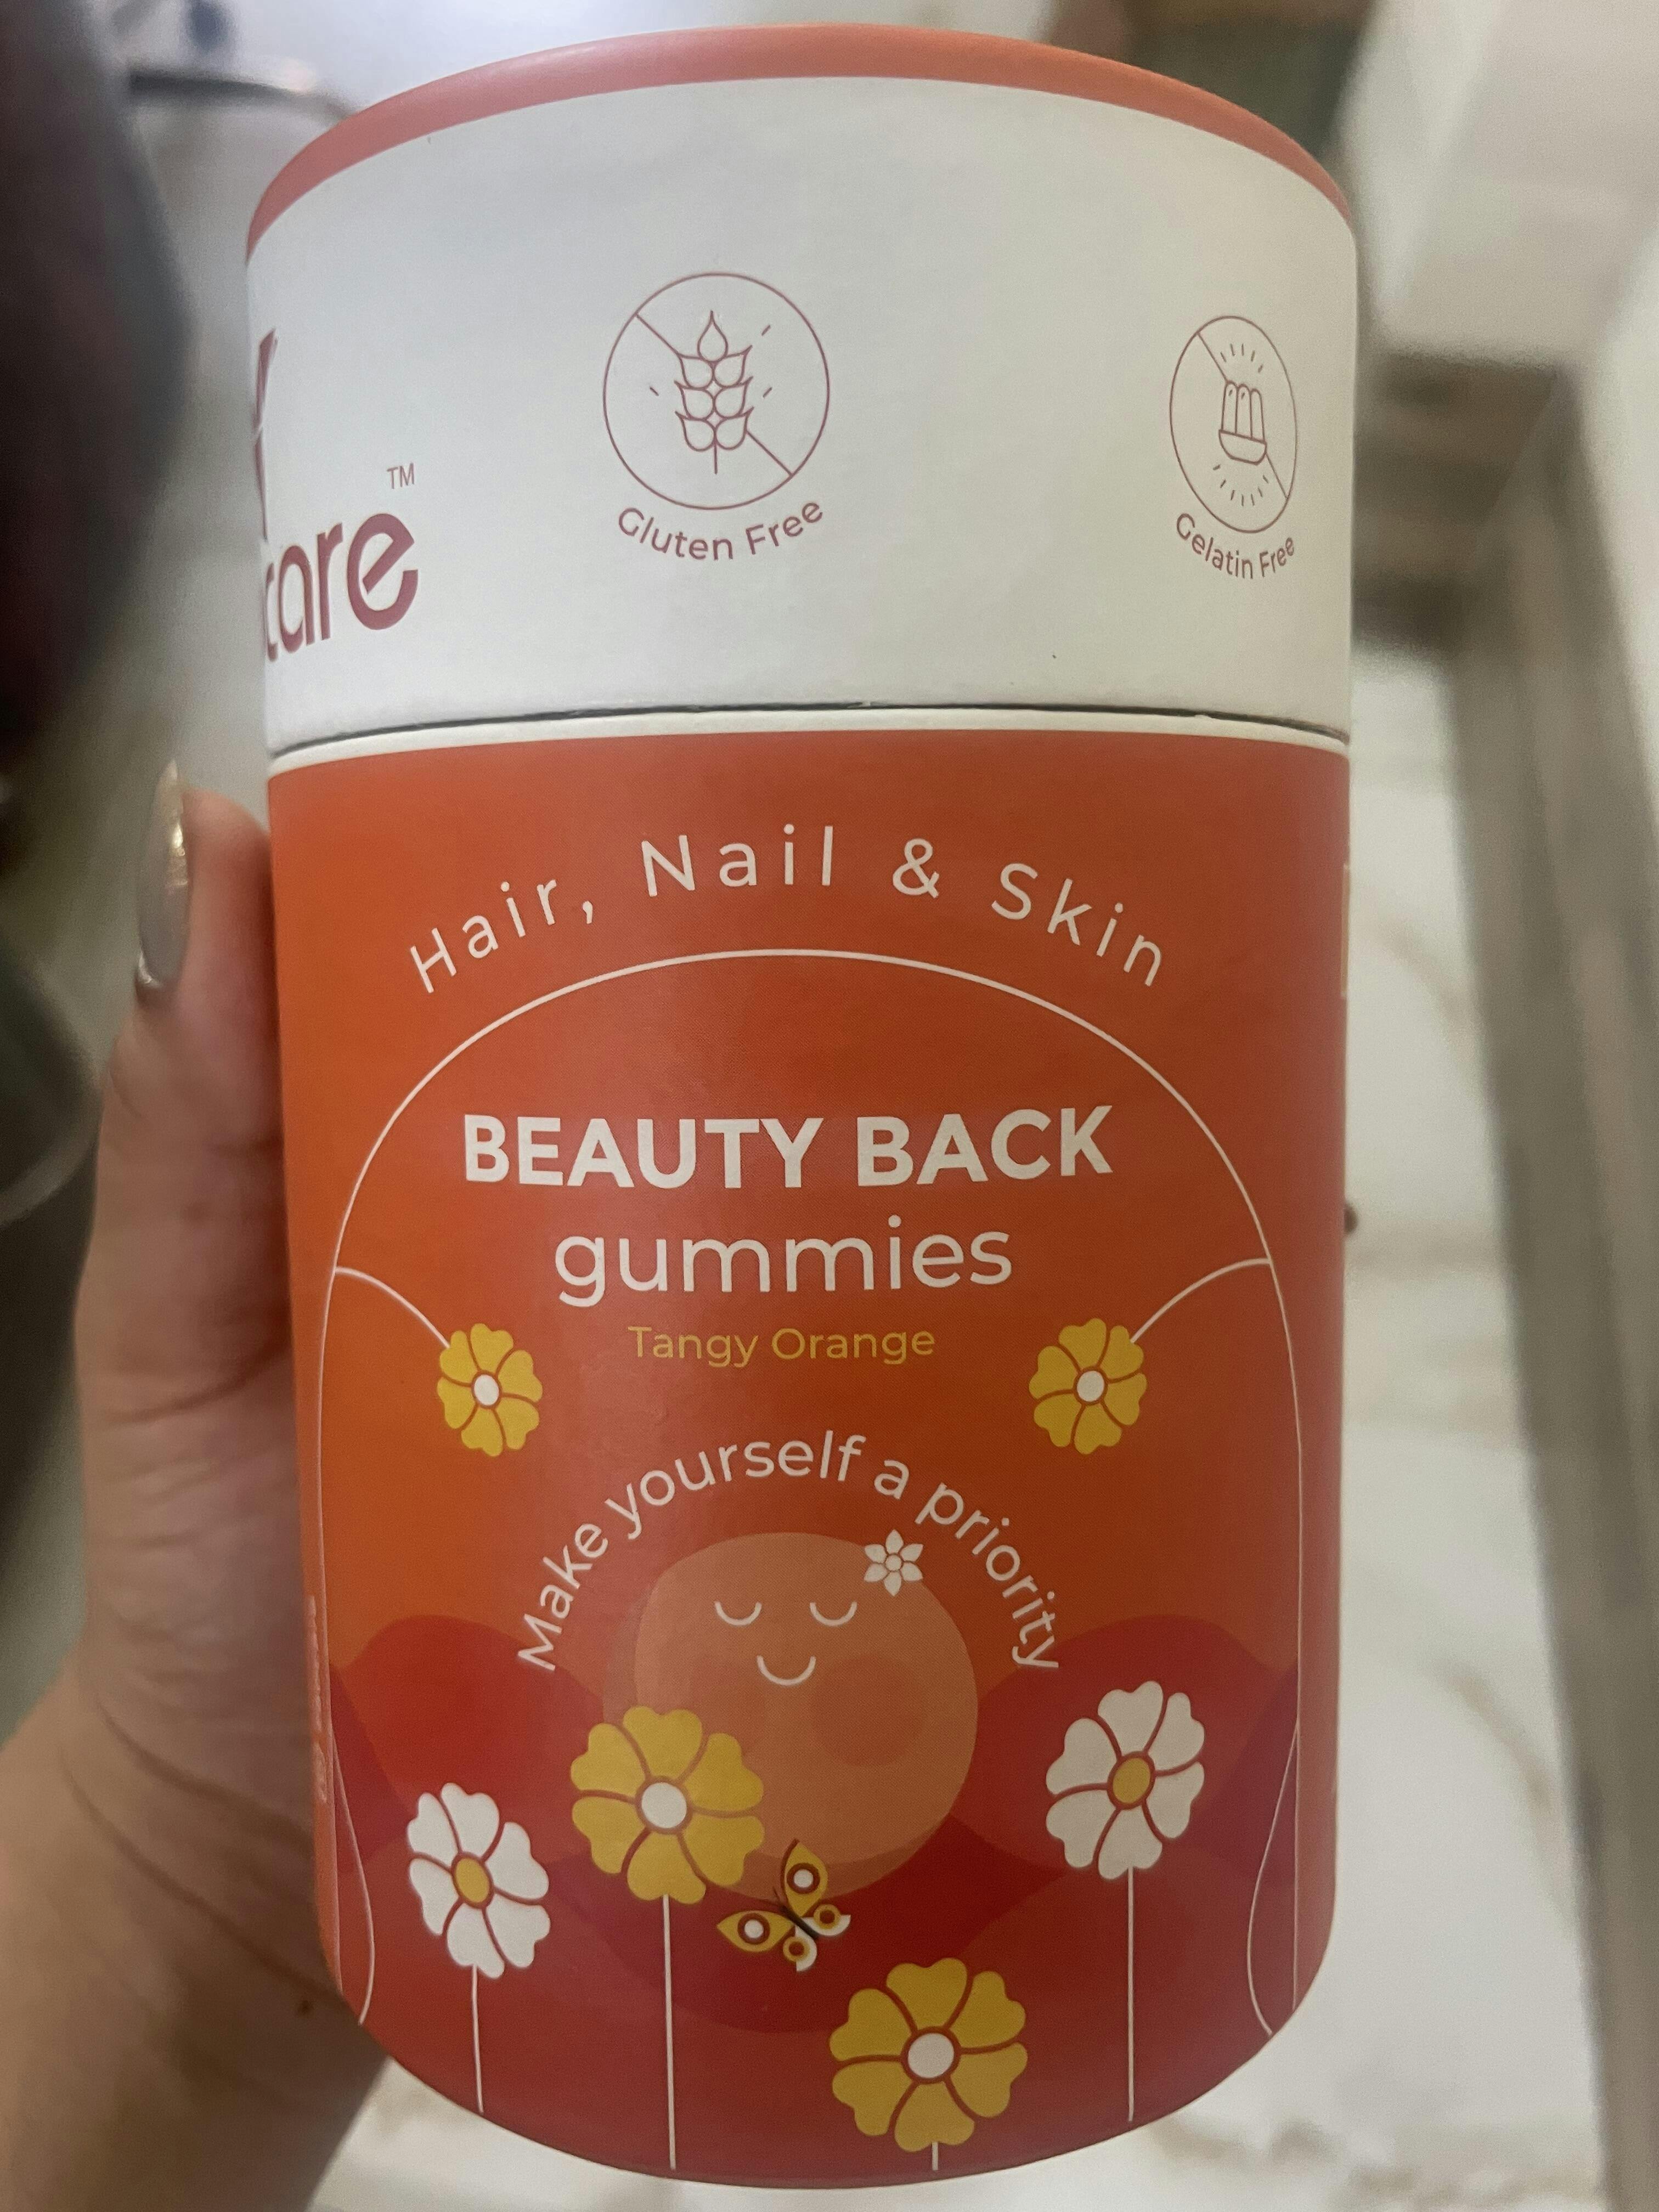 TM
care
Gluten Free
Gelatin Free
Hair, Nail & Skin
BEAUTY BACK
gummies
Tangy Orange
Make yourself a priority